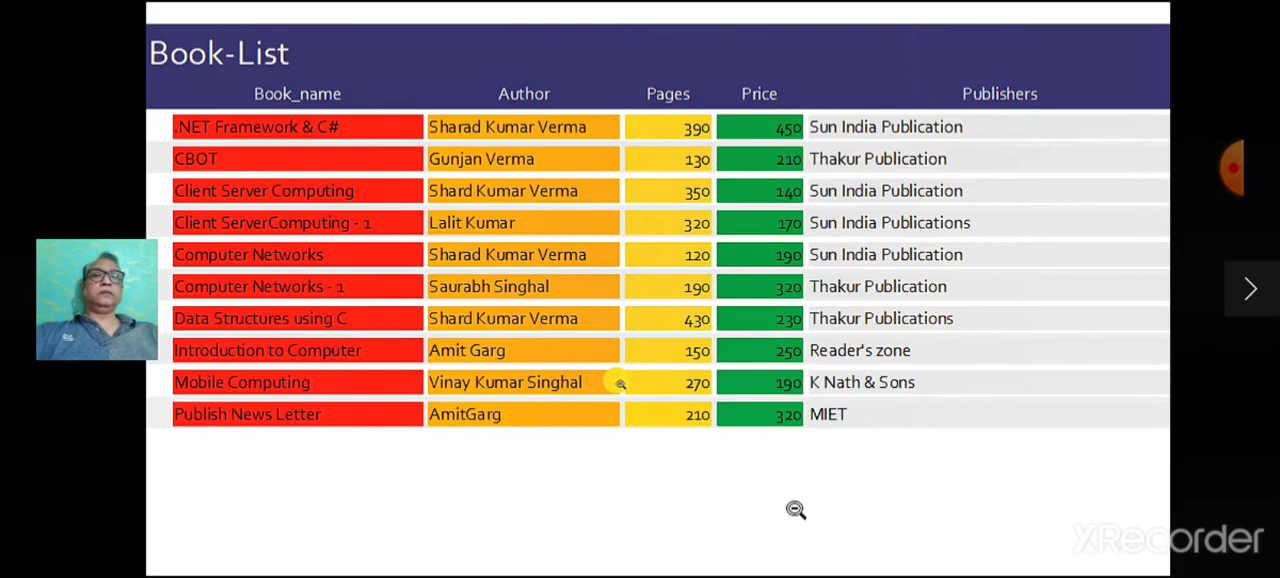 Book-List
Book_name Author Pages Price Publishers
.NET Framework & C# Sharad Kumar Verma 390 450 Sun India Publication
CBOT Gunjan Verma 130 210 Thakur Publication
Client Server Computing Shard Kumar Verma 350 140 Sun India Publication
Client ServerComputing - 1 Lalit Kumar 320 170 Sun India Publications
Computer Networks Sharad Kumar Verma 120 190 Sun India Publication
Computer Networks - 1 Saurabh Singhal 190 320 Thakur Publication
Data Structures using C Shard Kumar Verma 430 230 Thakur Publications
Introduction to Computer Amit Garg 150 250 Reader's zone
Mobile Computing Vinay Kumar Singhal 270 190 K Nath & Sons
Publish News Letter AmitGarg 210 320 MIET
XRecorder